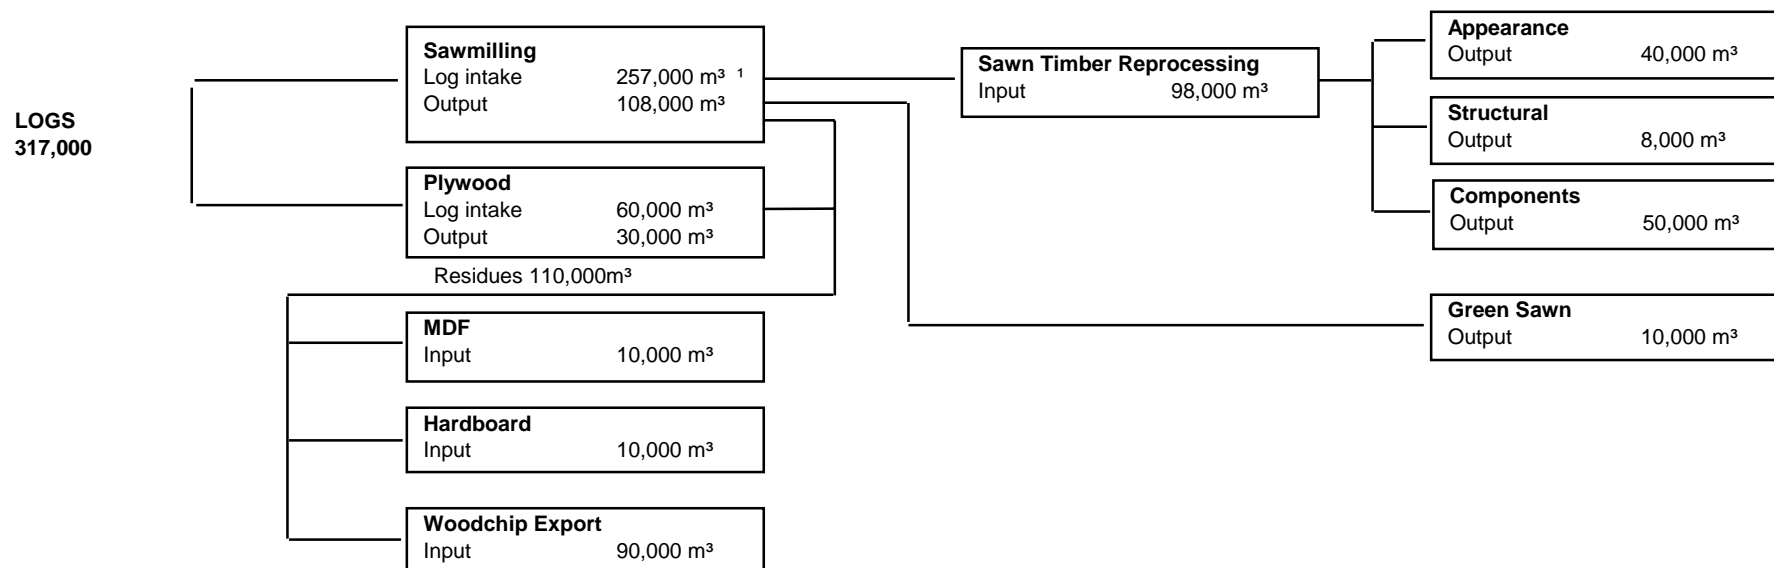 LOGS
317,000
Sawmilling
Log intake 257,000 m³ ¹
Output 108,000 m³
Plywood
Log intake 60,000 m³
Output 30,000 m³
Residues 110,000m³
MDF
Input 10,000 m³
Hardboard
Input 10,000 m³
Woodchip Export
Input 90,000 m³
Sawn Timber Reprocessing
Input 98,000 m³
Appearance
Output 40,000 m³
Structural
Output 8,000 m³
Components
Output 50,000 m³
Green Sawn
Output 10,000 m³